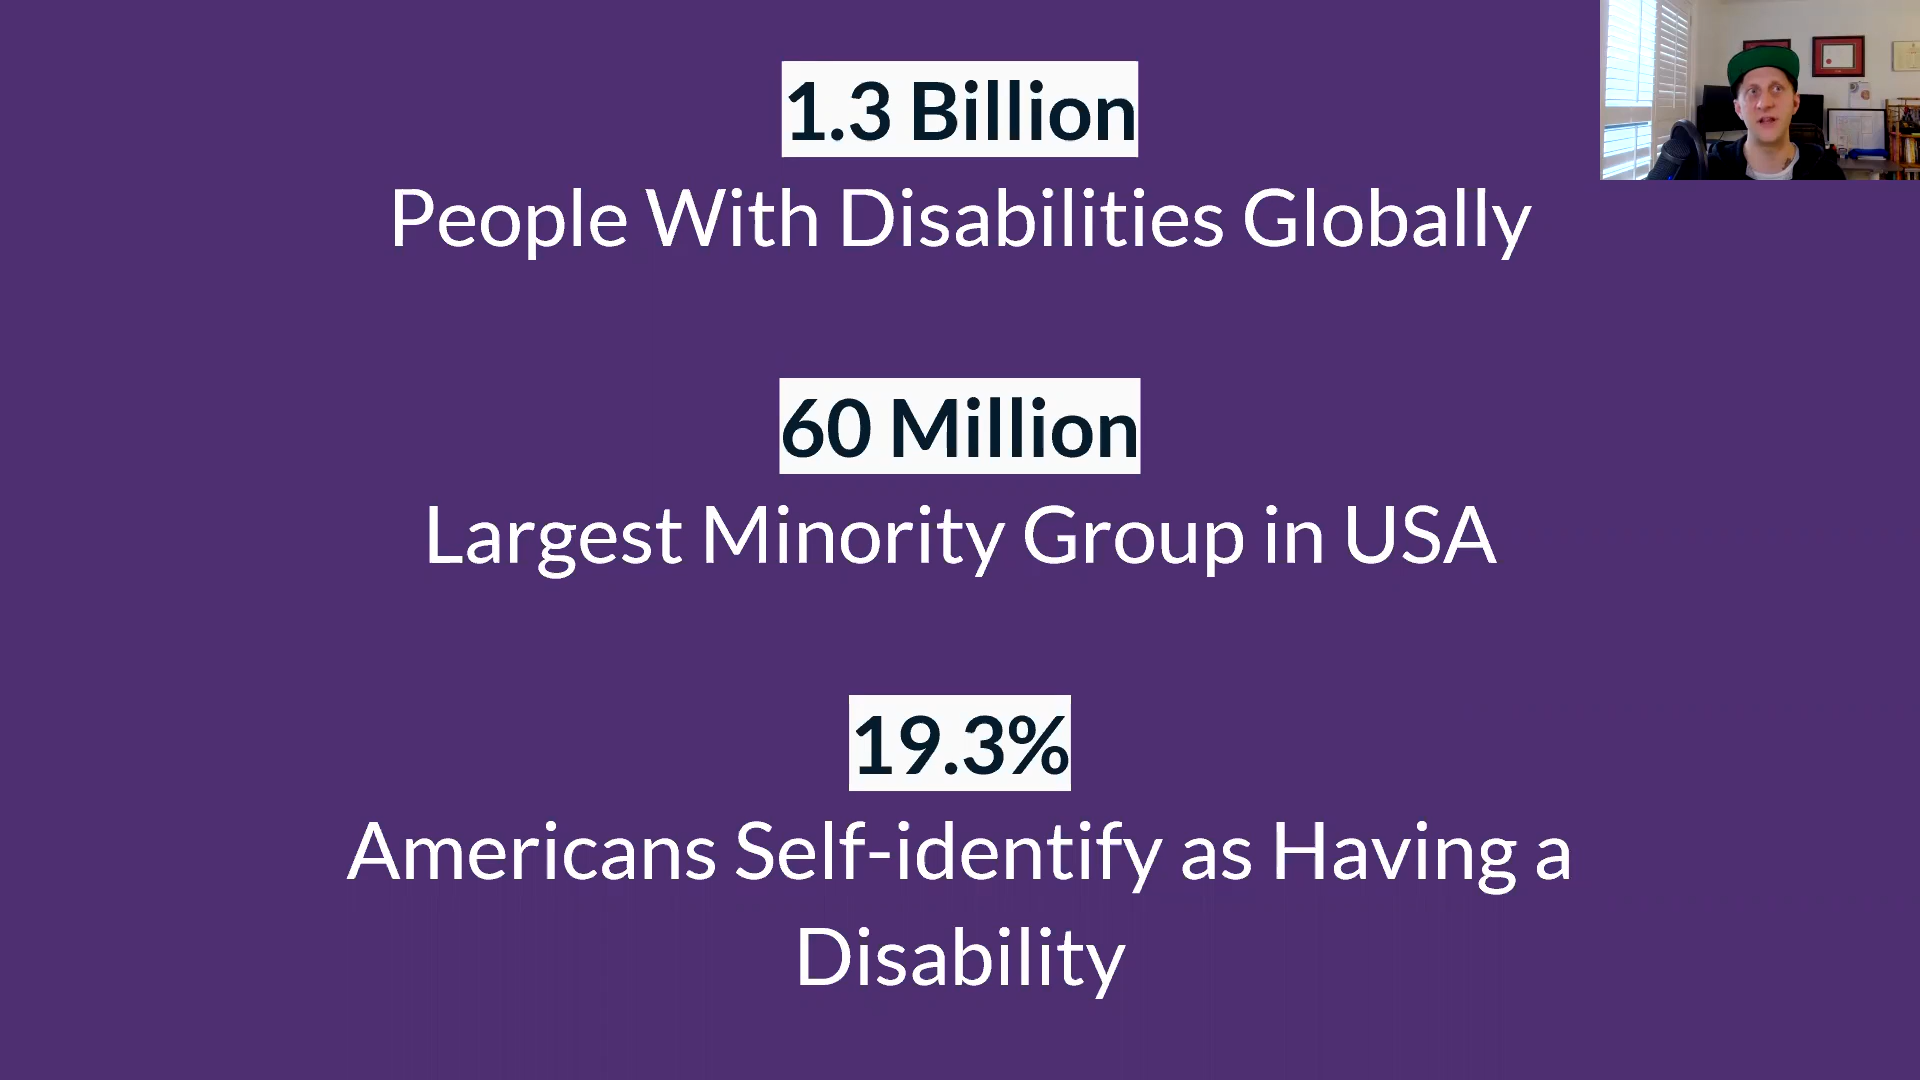 1.3 Billion
People With Disabilities Globally
60 Million
Largest Minority Group in USA
19.3%
Americans Self-identify as Having a
Disability